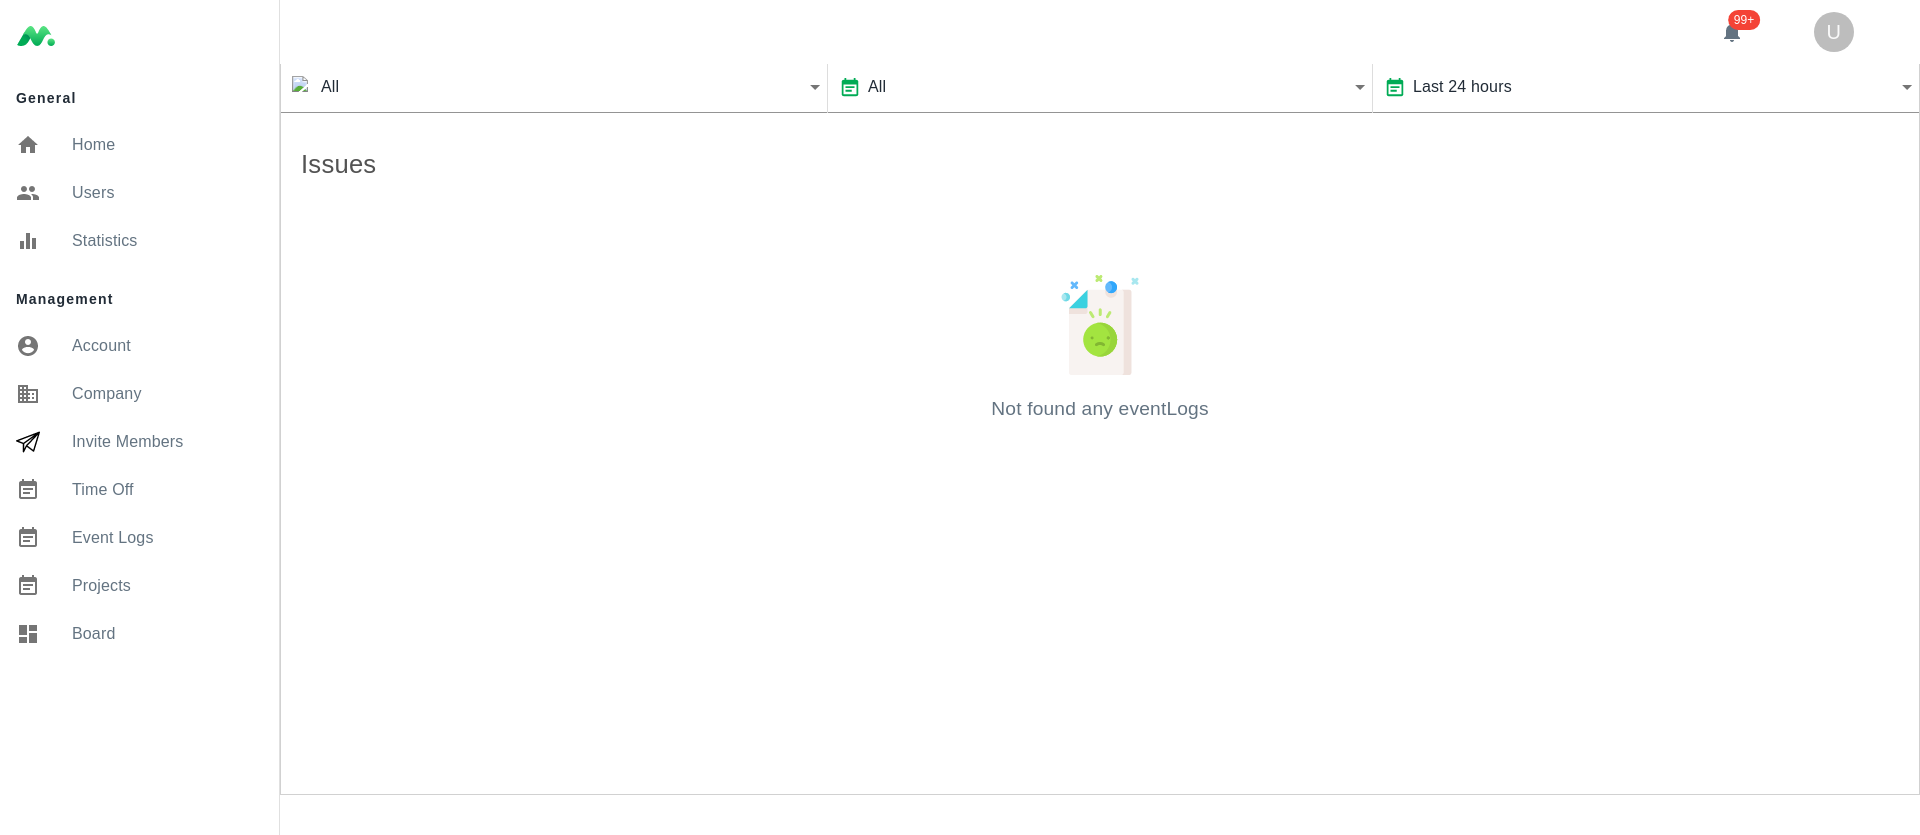 99+
U
General
Home
Users
Statistics
Management
Account
Company
Invite Members
Time Off
Event Logs
Projects
Board
All
All
Last 24 hours
Issues
Not found any eventLogs